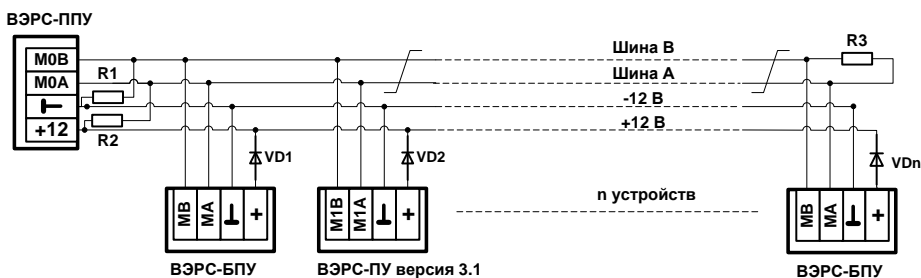 ВЭРС-ППУ
М0В
М0А
+12
R1
R2
Шина В
Шина А
-12 В
+12 В
R3
VD1
VD2
VDn
МВ
МА
+
М1В
М1А
+
n устройств
МВ
МА
+
ВЭРС-БПУ
ВЭРС-ПУ версия 3.1
ВЭРС-БПУ